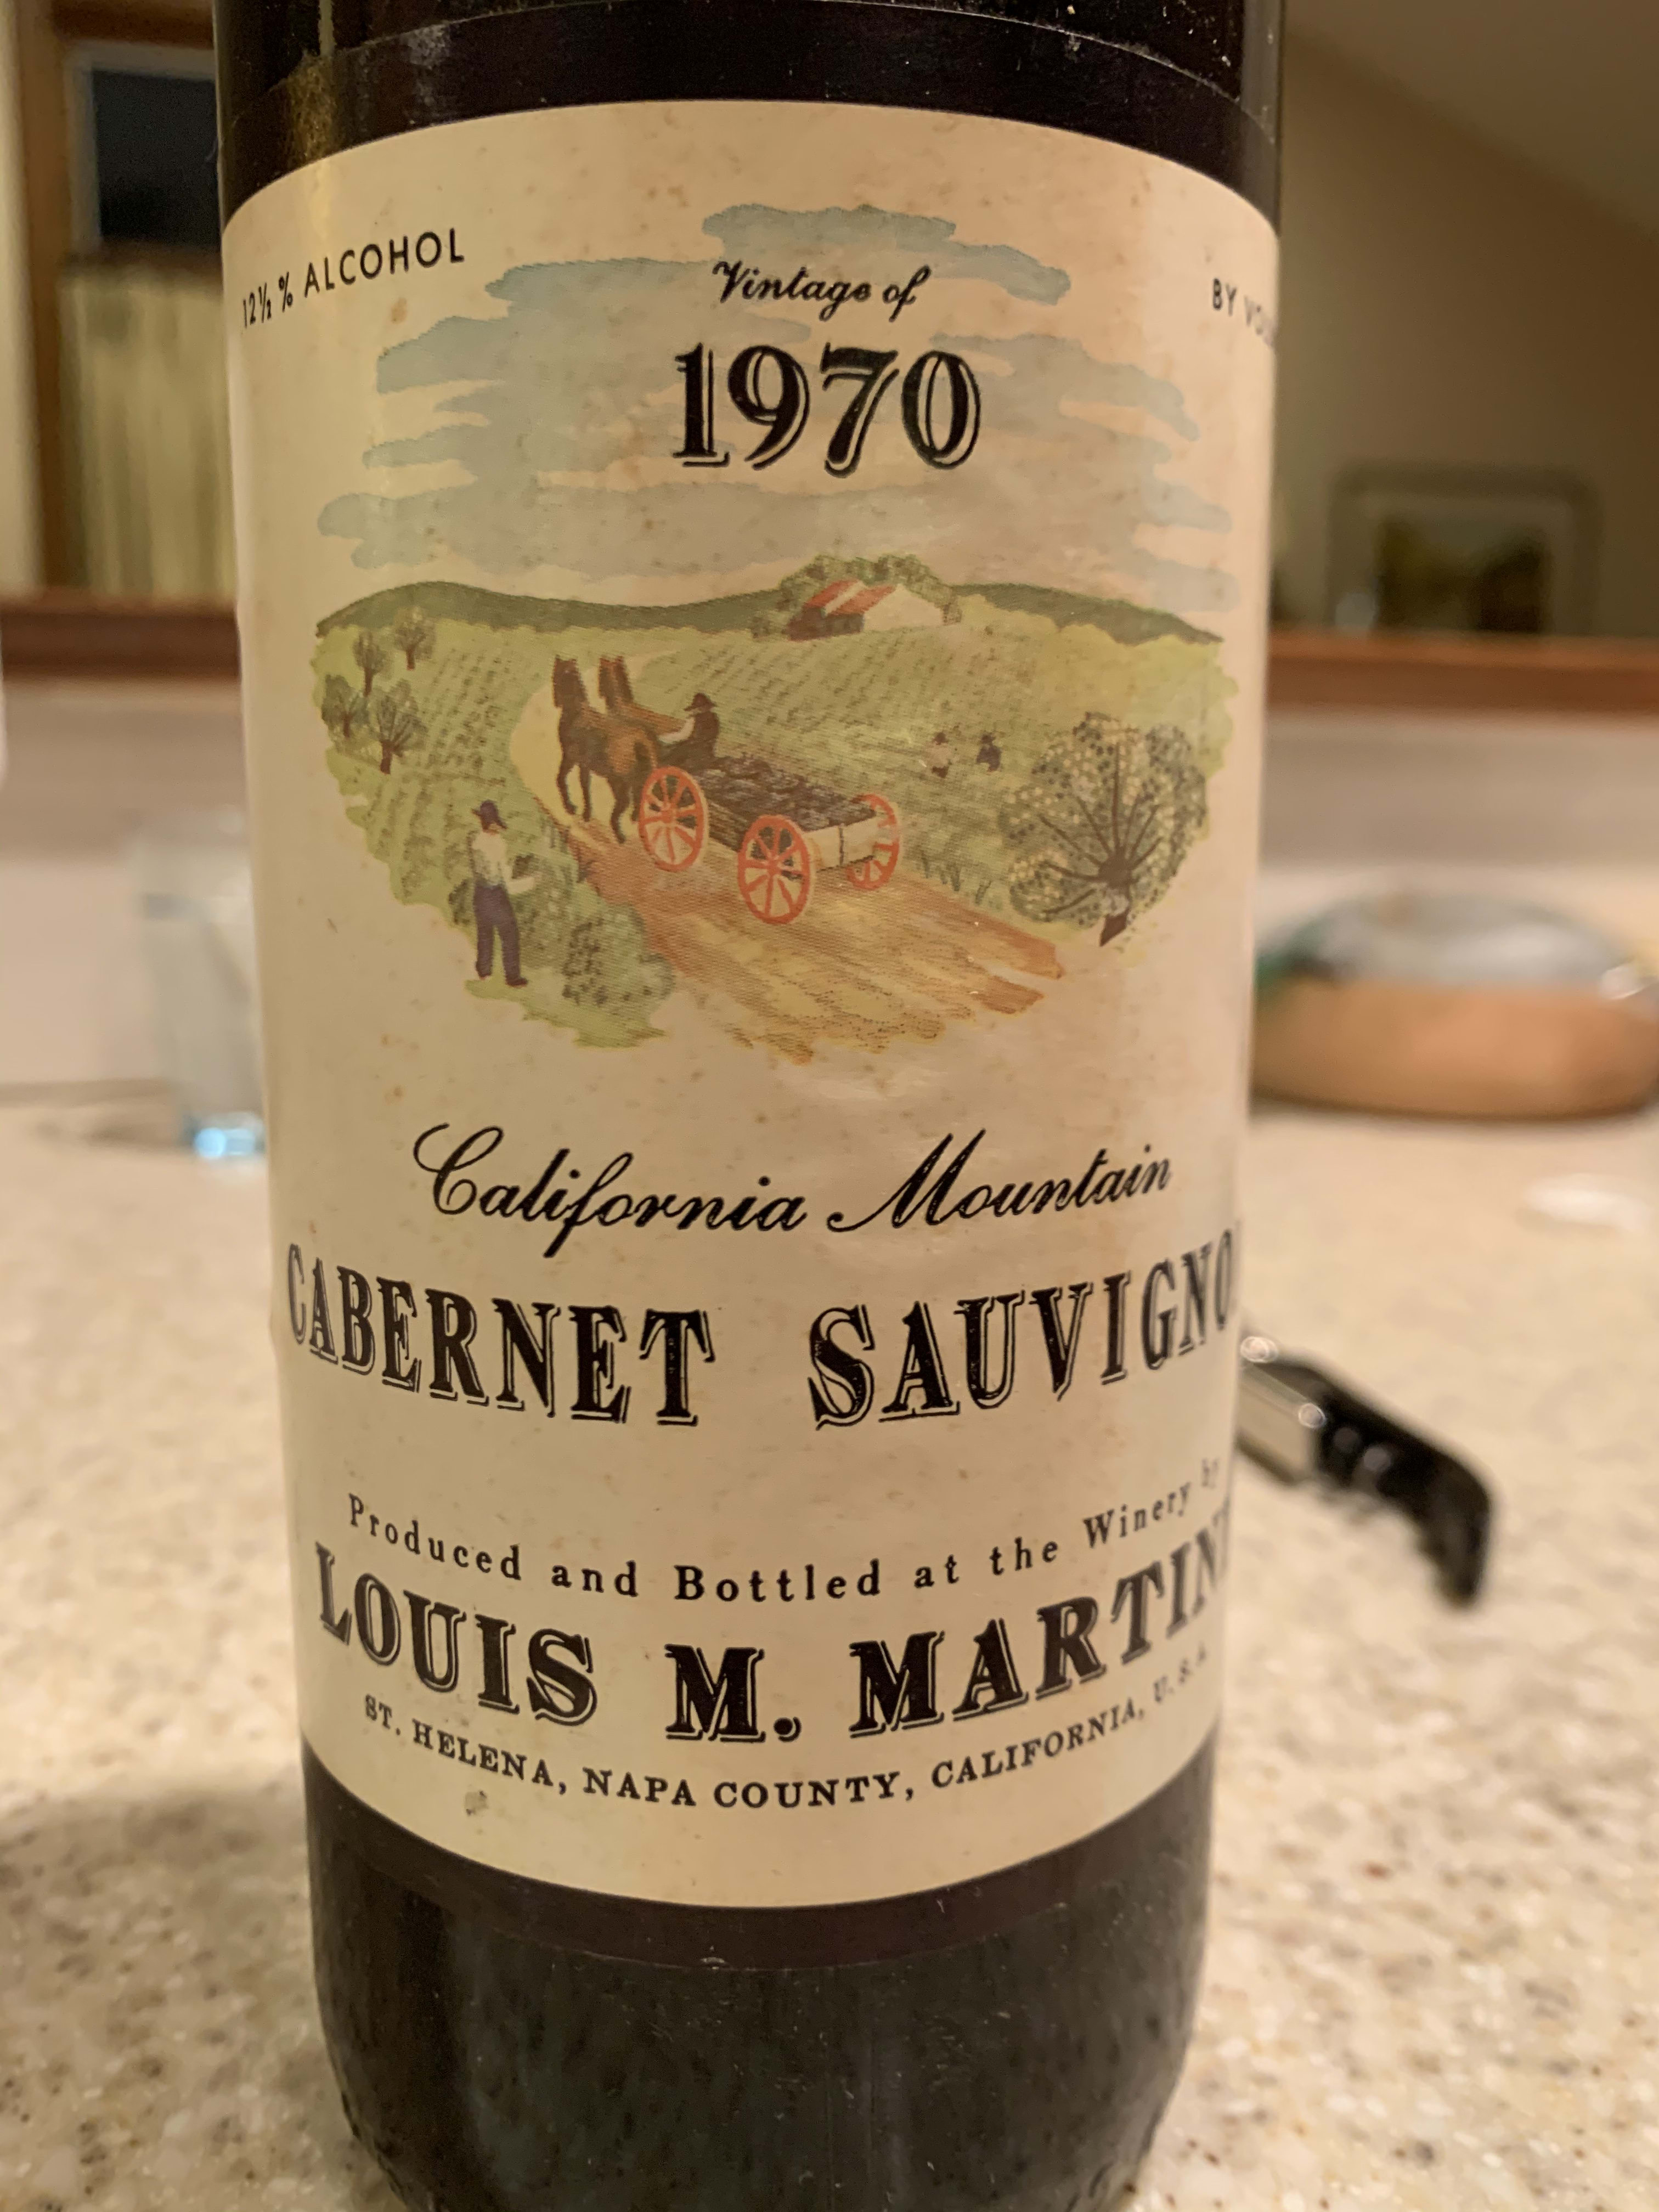 12½ % ALCOHOL
BY
Vintage of
1970
California Mountain
CABERNET SAUVIGNO
Produced and Bottled at the Winery by
LOUIS M. MARTIN
ST. HELENA, NAPA COUNTY, CALIFORNIA, U.S.A.